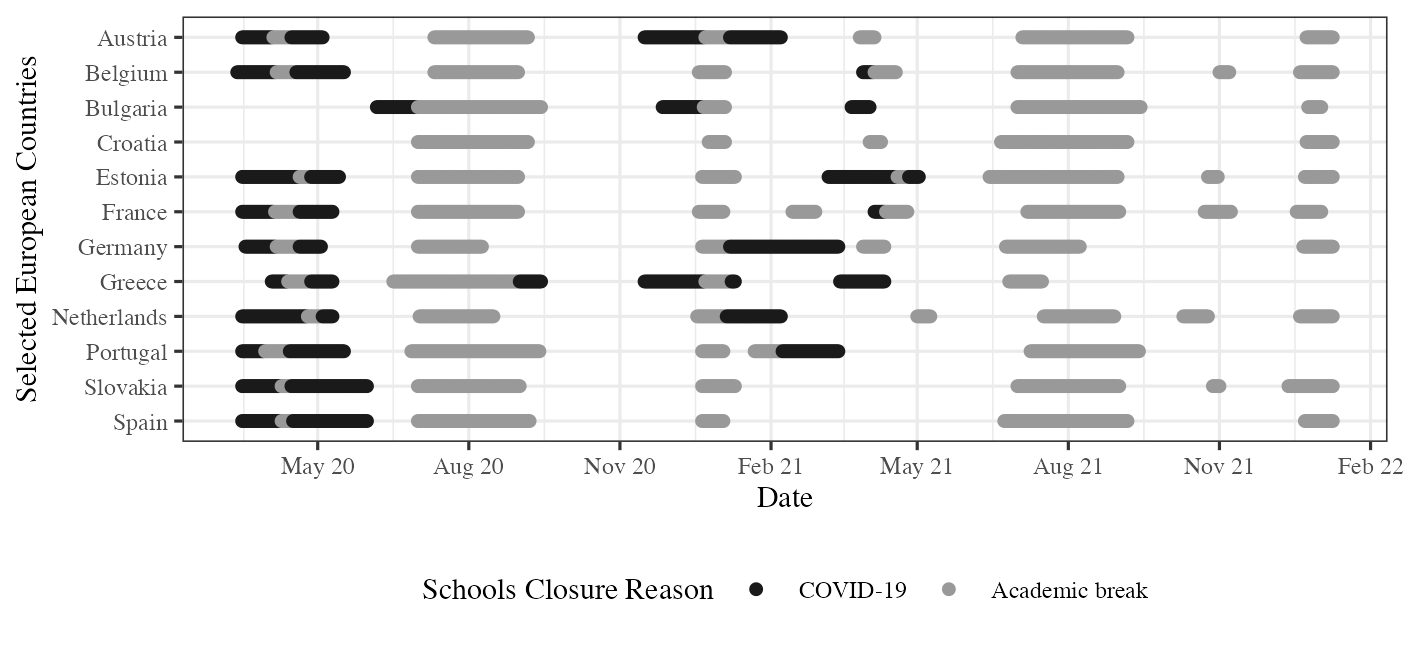 Selected European Countries
Austria
Belgium
Bulgaria
Croatia
Estonia
France
Germany
Greece
Netherlands
Portugal
Slovakia
Spain
May 20 Aug 20 Nov 20 Feb 21 May 21 Aug 21 Nov 21 Feb 22
Date
Schools Closure Reason COVID-19 Academic break